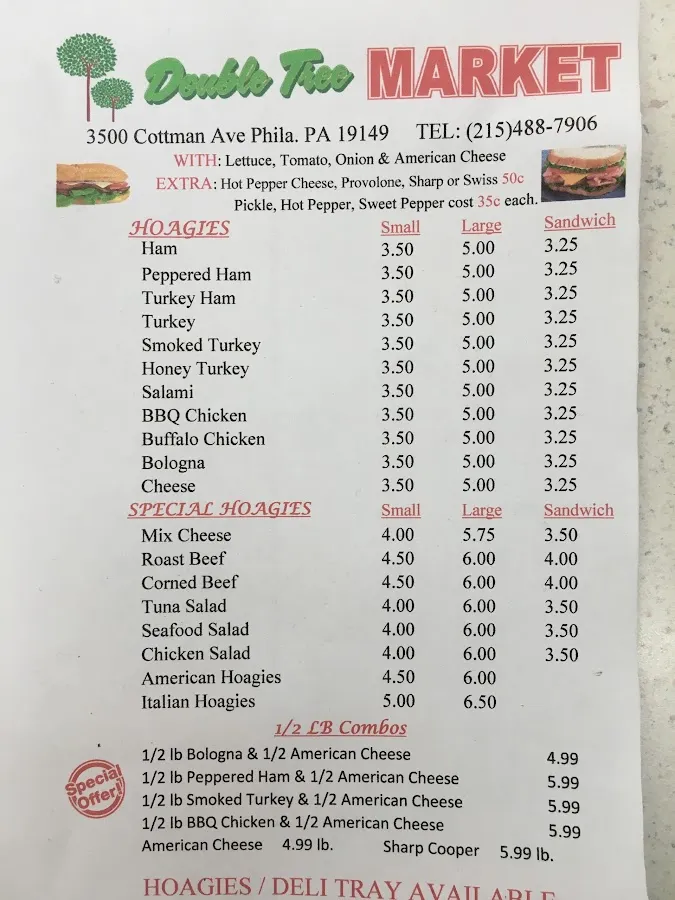 Double Tree MARKET
3500 Cottman Ave Phila. PA 19149 TEL: (215)488-7906
WITH: Lettuce, Tomato, Onion & American Cheese
EXTRA: Hot Pepper Cheese, Provolone, Sharp or Swiss 50c
Pickle, Hot Pepper, Sweet Pepper cost 35c each.
HOAGIES Small Large Sandwich
Ham 3.50 5.00 3.25
Peppered Ham 3.50 5.00 3.25
Turkey Ham 3.50 5.00 3.25
Turkey 3.50 5.00 3.25
Smoked Turkey 3.50 5.00 3.25
Honey Turkey 3.50 5.00 3.25
Salami 3.50 5.00 3.25
BBQ Chicken 3.50 5.00 3.25
Buffalo Chicken 3.50 5.00 3.25
Bologna 3.50 5.00 3.25
Cheese 3.50 5.00 3.25
SPECIAL HOAGIES Small Large Sandwich
Mix Cheese 4.00 5.75 3.50
Roast Beef 4.50 6.00 4.00
Corned Beef 4.50 6.00 4.00
Tuna Salad 4.00 6.00 3.50
Seafood Salad 4.00 6.00 3.50
Chicken Salad 4.00 6.00 3.50
American Hoagies 4.50 6.00
Italian Hoagies 5.00 6.50
1/2 LB Combos
Special Offer!
1/2 lb Bologna & 1/2 American Cheese 4.99
1/2 lb Peppered Ham & 1/2 American Cheese 5.99
1/2 lb Smoked Turkey & 1/2 American Cheese 5.99
1/2 lb BBQ Chicken & 1/2 American Cheese 5.99
American Cheese 4.99 lb. Sharp Cooper 5.99 lb.
HOAGIES / DELI TRAY AVAILABLE